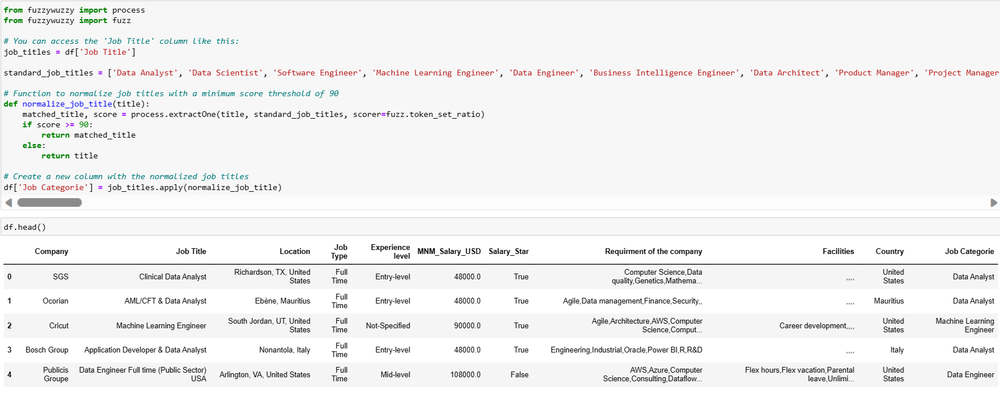 from fuzzywuzzy import process
from fuzzywuzzy import fuzz
# You can access the 'Job Title' column like this:
job_titles = df['Job Title']
standard_job_titles = ['Data Analyst', 'Data Scientist', 'Software Engineer', 'Machine Learning Engineer', 'Data Engineer', 'Business Intelligence Engineer', 'Data Architect', 'Product Manager', 'Project Manager
# Function to normalize job titles with a minimum score threshold of 90
def normalize_job_title(title):
    matched_title, score = process.extractOne(title, standard_job_titles, scorer=fuzz.token_set_ratio)
    if score >= 90:
        return matched_title
    else:
        return title
# Create a new column with the normalized job titles
df['Job Categorie'] = job_titles.apply(normalize_job_title)
df.head()
Company Job Title Location Job Type Experience level MNM_Salary_USD Salary_Star Requirment of the company Facilities Country Job Categorie
0 SGS Clinical Data Analyst Richardson, TX, United States Full Time Entry-level 48000.0 True Computer Science,Data quality,Genetics,Mathema... ,,,, United States Data Analyst
1 Ocorian AML/CFT & Data Analyst Ebène, Mauritius Full Time Entry-level 48000.0 True Agile,Data management,Finance,Security,, ,,,, Mauritius Data Analyst
2 Cricut Machine Learning Engineer South Jordan, UT, United States Full Time Not-Specified 90000.0 True Agile,Architecture,AWS,Computer Science,Comput... Career development,,,, United States Machine Learning Engineer
3 Bosch Group Application Developer & Data Analyst Nonantola, Italy Full Time Entry-level 48000.0 True Engineering,Industrial,Oracle,Power BI,R,R&D ,,,, Italy Data Analyst
4 Publicis Groupe Data Engineer Full time (Public Sector) USA Arlington, VA, United States Full Time Mid-level 108000.0 False AWS,Azure,Computer Science,Consulting,Dataflow... Flex hours,Flex vacation,Parental leave,Unlimi... United States Data Engineer